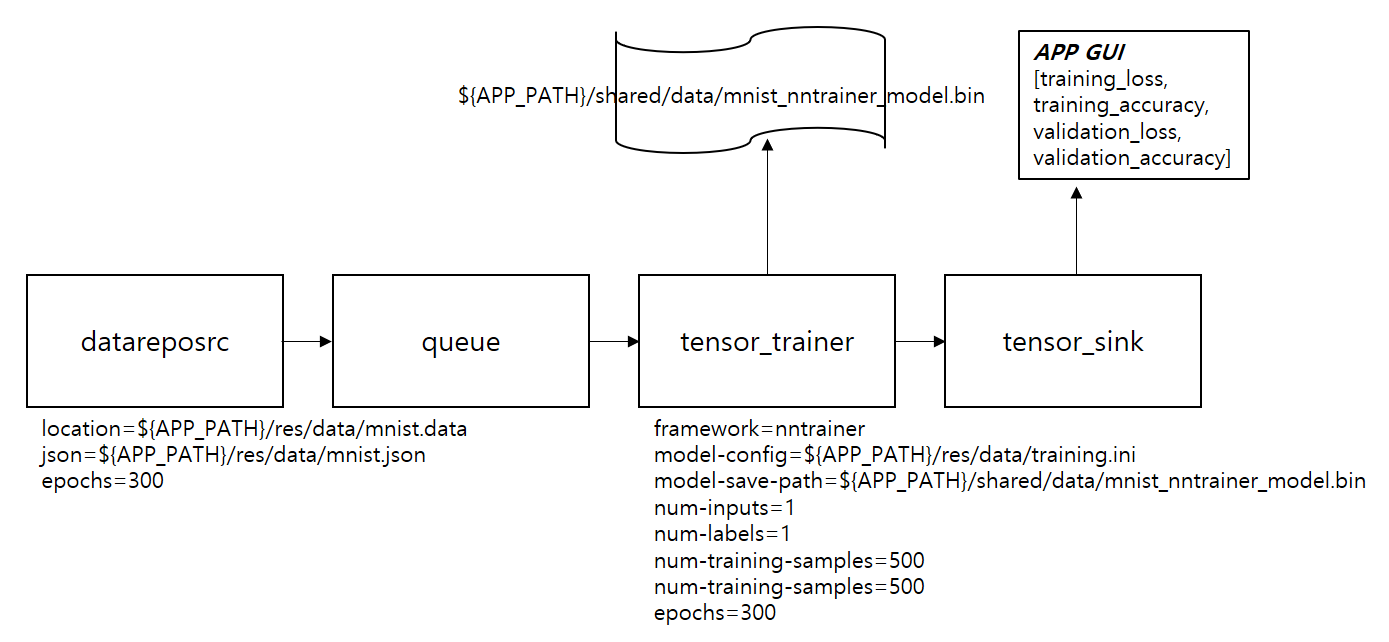 ${APP_PATH}/shared/data/mnist_nntrainer_model.bin
APP GUI
[training_loss,
training_accuracy,
validation_loss,
validation_accuracy]
datareposrc
queue
tensor_trainer
tensor_sink
location=${APP_PATH}/res/data/mnist.data
json=${APP_PATH}/res/data/mnist.json
epochs=300
framework=nntrainer
model-config=${APP_PATH}/res/data/training.ini
model-save-path=${APP_PATH}/shared/data/mnist_nntrainer_model.bin
num-inputs=1
num-labels=1
num-training-samples=500
num-training-samples=500
epochs=300